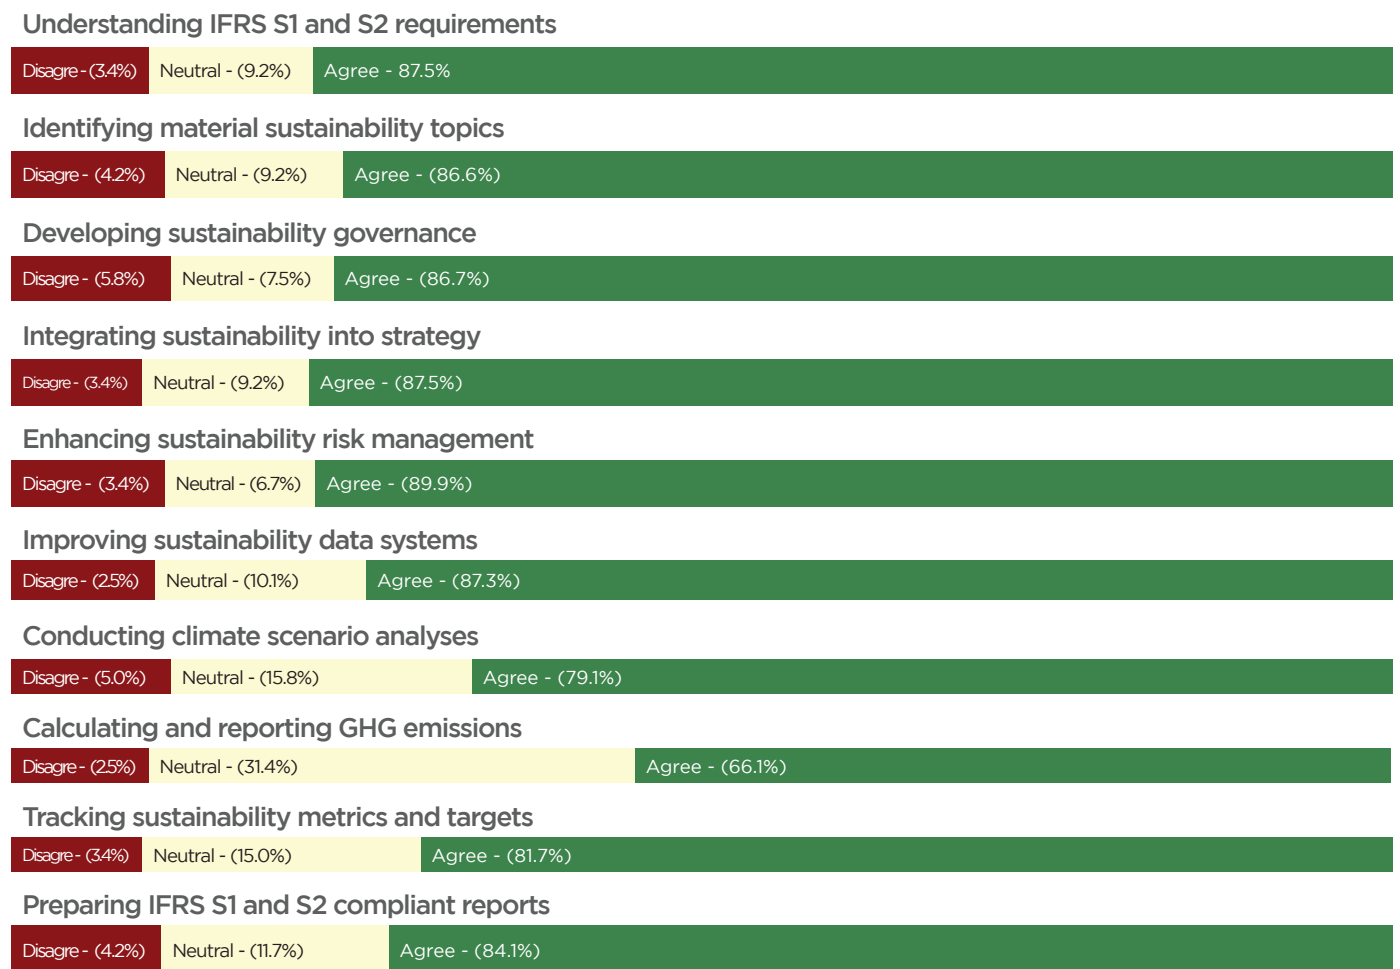 Understanding IFRS S1 and S2 requirements
Disagre - (3.4%) Neutral - (9.2%) Agree - 87.5%
Identifying material sustainability topics
Disagre - (4.2%) Neutral - (9.2%) Agree - (86.6%)
Developing sustainability governance
Disagre - (5.8%) Neutral - (7.5%) Agree - (86.7%)
Integrating sustainability into strategy
Disagre - (3.4%) Neutral - (9.2%) Agree - (87.5%)
Enhancing sustainability risk management
Disagre - (3.4%) Neutral - (6.7%) Agree - (89.9%)
Improving sustainability data systems
Disagre - (2.5%) Neutral - (10.1%) Agree - (87.3%)
Conducting climate scenario analyses
Disagre - (5.0%) Neutral - (15.8%) Agree - (79.1%)
Calculating and reporting GHG emissions
Disagre - (2.5%) Neutral - (31.4%) Agree - (66.1%)
Tracking sustainability metrics and targets
Disagre - (3.4%) Neutral - (15.0%) Agree - (81.7%)
Preparing IFRS S1 and S2 compliant reports
Disagre - (4.2%) Neutral - (11.7%) Agree - (84.1%)